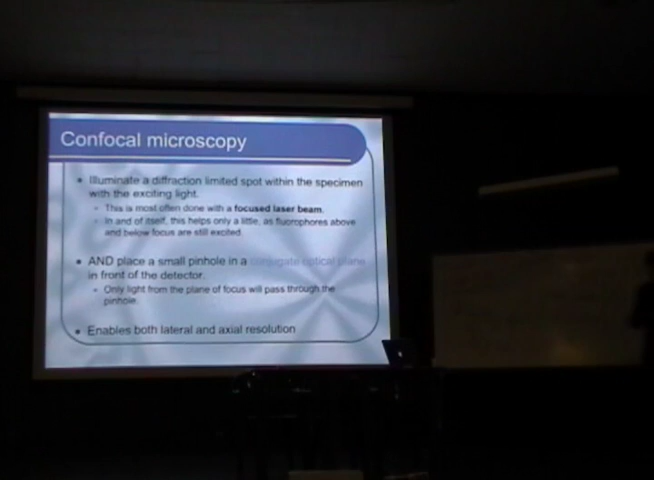 Confocal microscopy
• Illuminate a diffraction limited spot within the specimen
with the exciting light.
– This is most often done with a focused laser beam.
– In and of itself, this helps only a little, as fluorophores above
and below focus are still excited.
• AND place a small pinhole in a conjugate optical plane
in front of the detector.
– Only light from the plane of focus will pass through the
pinhole.
• Enables both lateral and axial resolution